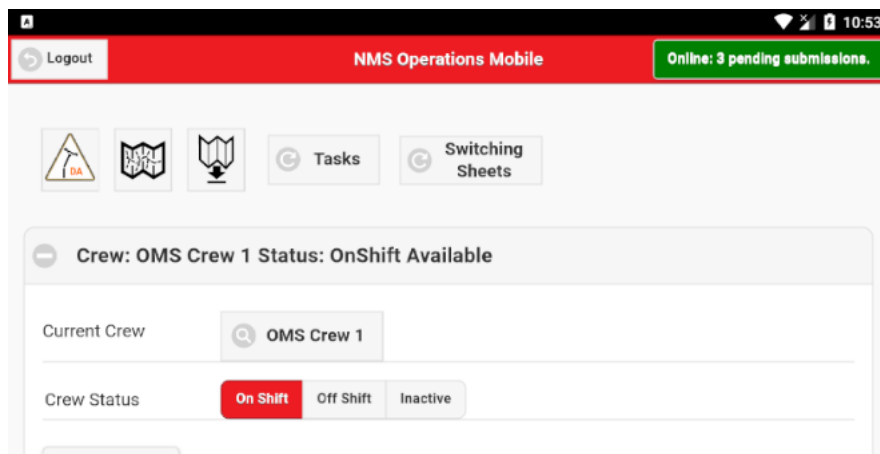 A
10:53
Logout
NMS Operations Mobile
Online: 3 pending submissions.
DA
Tasks
Switching
Sheets
Crew: OMS Crew 1 Status: OnShift Available
Current Crew
OMS Crew 1
Crew Status
On Shift
Off Shift
Inactive